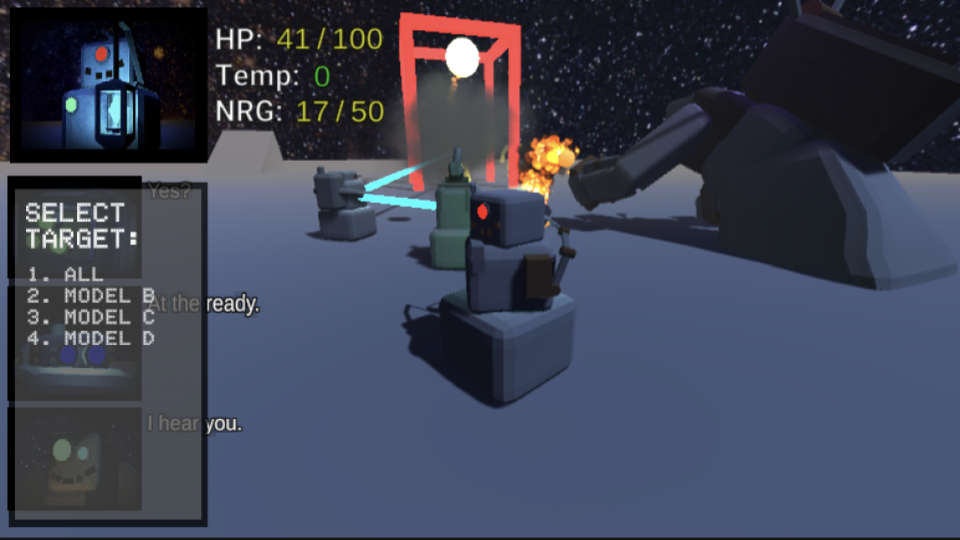 HP: 41/100
Temp: 0
NRG: 17/50
Yes?
SELECT
TARGET:
1. ALL
2. MODEL B
3. MODEL C
4. MODEL D
At the ready.
I hear you.